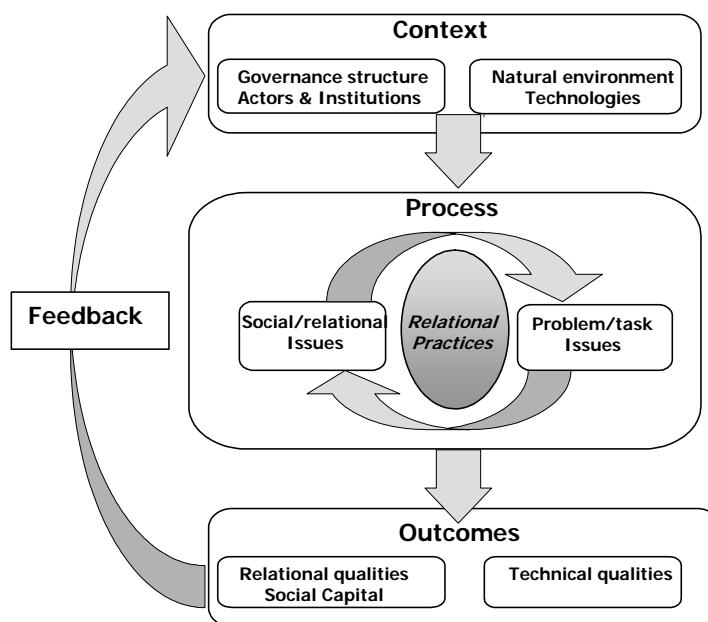 Context
Governance structure
Actors & Institutions
Natural environment
Technologies
Process
Social/relational
Issues
Relational
Practices
Problem/task
Issues
Feedback
Outcomes
Relational qualities
Social Capital
Technical qualities